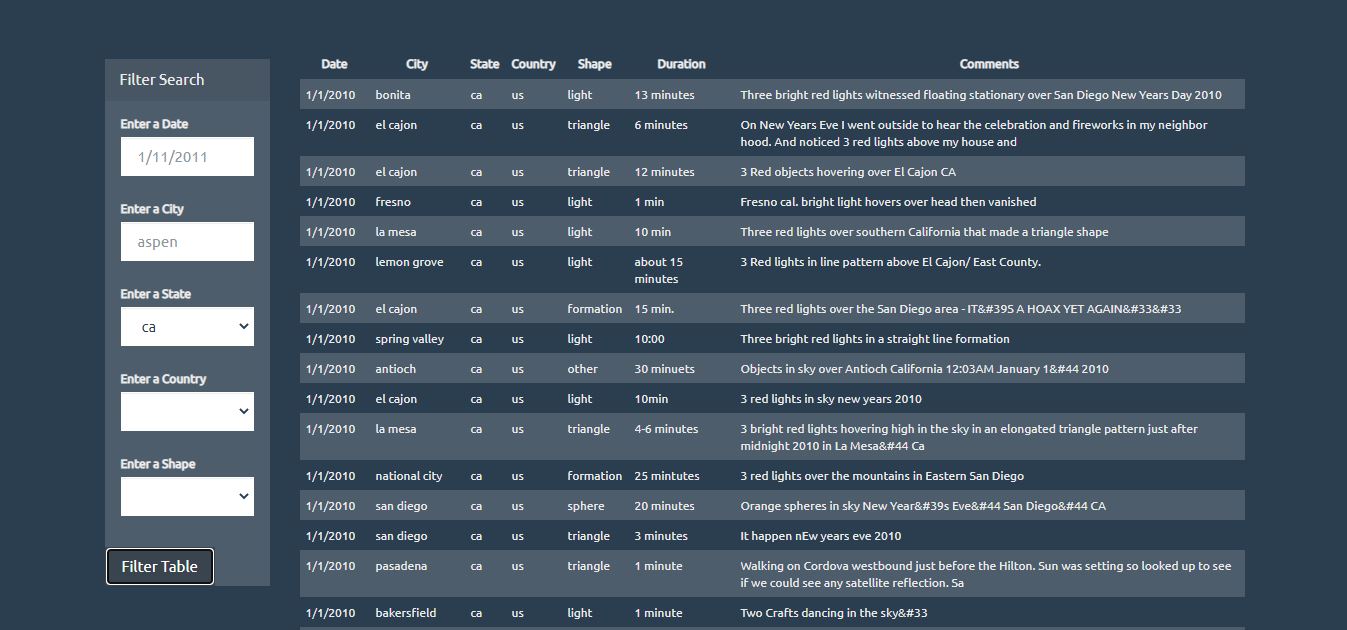 Filter Search
Enter a Date
1/11/2011
Enter a City
aspen
Enter a State
ca
Enter a Country
Enter a Shape
Filter Table
Date City State Country Shape Duration Comments
1/1/2010 bonita ca us light 13 minutes Three bright red lights witnessed floating stationary over San Diego New Years Day 2010
1/1/2010 el cajon ca us triangle 6 minutes On New Years Eve I went outside to hear the celebration and fireworks in my neighbor
hood. And noticed 3 red lights above my house and
1/1/2010 el cajon ca us triangle 12 minutes 3 Red objects hovering over El Cajon CA
1/1/2010 fresno ca us light 1 min Fresno cal. bright light hovers over head then vanished
1/1/2010 la mesa ca us light 10 min Three red lights over southern California that made a triangle shape
1/1/2010 lemon grove ca us light about 15 3 Red lights in line pattern above El Cajon/ East County.
minutes
1/1/2010 el cajon ca us formation 15 min. Three red lights over the San Diego area - IT&#39S A HOAX YET AGAIN&#33&#33
1/1/2010 spring valley ca us light 10:00 Three bright red lights in a straight line formation
1/1/2010 antioch ca us other 30 minuets Objects in sky over Antioch California 12:03AM January 1&#44 2010
1/1/2010 el cajon ca us light 10min 3 red lights in sky new years 2010
1/1/2010 la mesa ca us triangle 4-6 minutes 3 bright red lights hovering high in the sky in an elongated triangle pattern just after
midnight 2010 in La Mesa&#44 Ca
1/1/2010 national city ca us formation 25 mintutes 3 red lights over the mountains in Eastern San Diego
1/1/2010 san diego ca us sphere 20 minutes Orange spheres in sky New Year&#39s Eve&#44 San Diego&#44 CA
1/1/2010 san diego ca us triangle 3 minutes It happen nEw years eve 2010
1/1/2010 pasadena ca us triangle 1 minute Walking on Cordova westbound just before the Hilton. Sun was setting so looked up to see
if we could see any satellite reflection. Sa
1/1/2010 bakersfield ca us light 1 minute Two Crafts dancing in the sky&#33